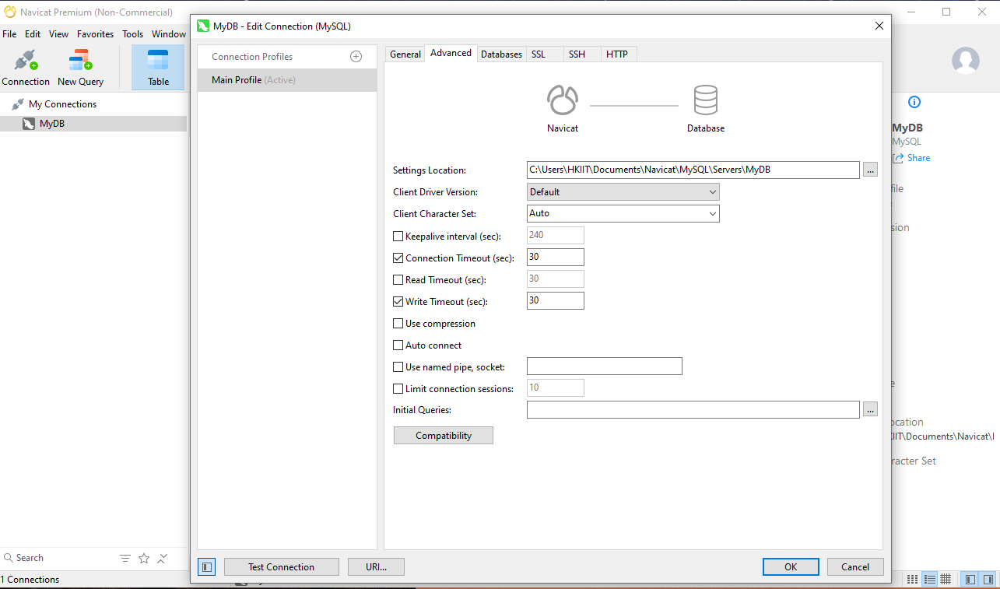 Navicat Premium (Non-Commercial)
File Edit View Favorites Tools Window
Connection New Query Table
My Connections
MyDB
Search
1 Connections
MyDB - Edit Connection (MySQL)
Connection Profiles
Main Profile (Active)
General Advanced Databases SSL SSH HTTP
Navicat Database
Settings Location: C:\Users\HKIIT\Documents\Navicat\MySQL\Servers\MyDB ...
Client Driver Version: Default
Client Character Set: Auto
Keepalive interval (sec): 240
Connection Timeout (sec): 30
Read Timeout (sec): 30
Write Timeout (sec): 30
Use compression
Auto connect
Use named pipe, socket:
Limit connection sessions: 10
Initial Queries: ...
Compatibility
Test Connection URI... OK Cancel
MyDB
MySQL
Share
file
sion
e
ocation
IIT\Documents\Navicat\
racter Set